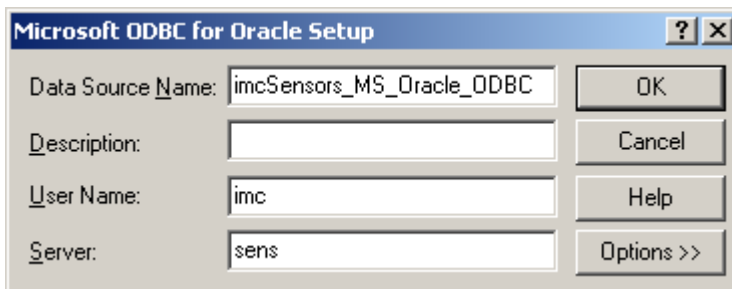 Microsoft ODBC for Oracle Setup ? X
Data Source Name: imcSensors_MS_Oracle_ODBC OK
Description: Cancel
User Name: imc Help
Server: sens Options >>